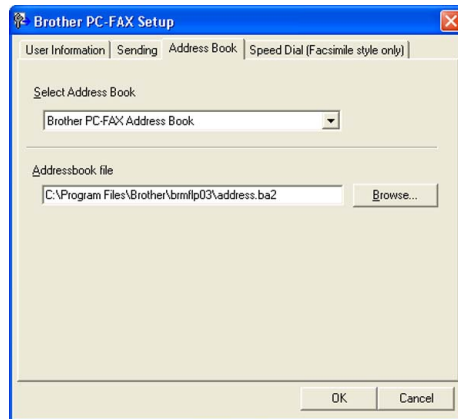 Brother PC-FAX Setup
User Information Sending Address Book Speed Dial (Facsimile style only)
Select Address Book
Brother PC-FAX Address Book
Addressbook file
C:\Program Files\Brother\brmflp03\address.ba2 Browse...
OK Cancel